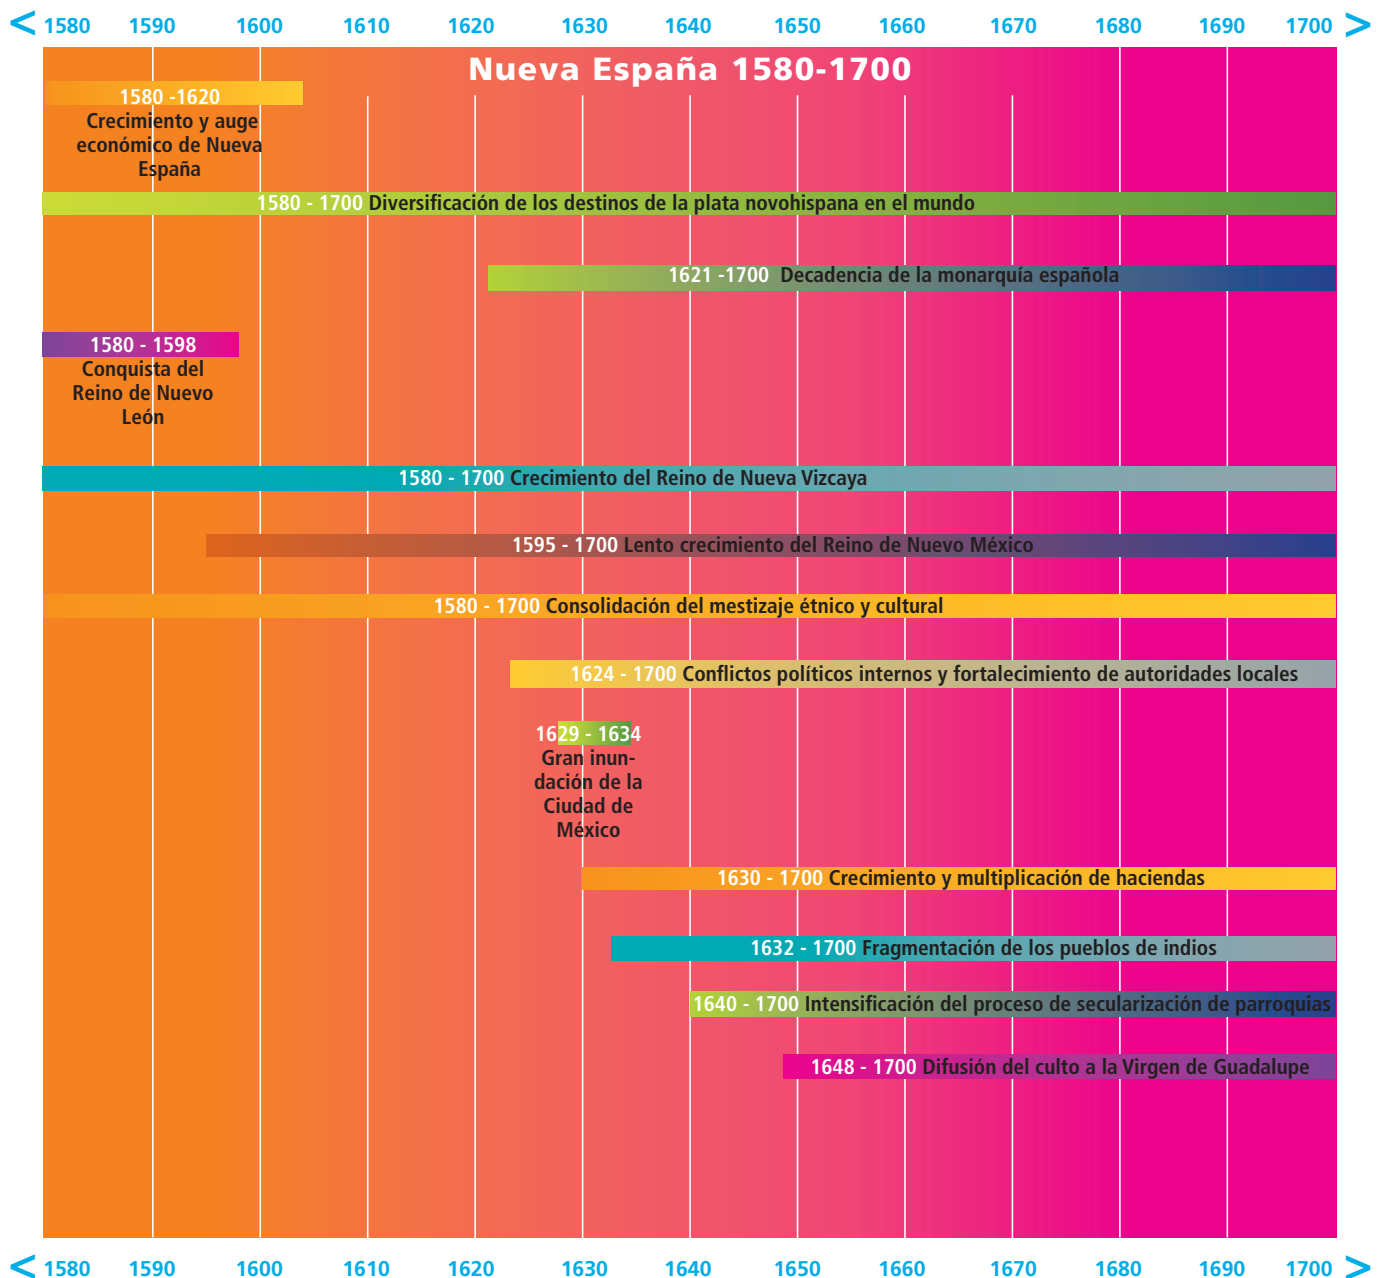 < 1580 1590 1600 1610 1620 1630 1640 1650 1660 1670 1680 1690 1700 >
Nueva España 1580-1700
1580 -1620
Crecimiento y auge
económico de Nueva
España
1580 - 1700 Diversificación de los destinos de la plata novohispana en el mundo
1621 -1700 Decadencia de la monarquía española
1580 - 1598
Conquista del
Reino de Nuevo
León
1580 - 1700 Crecimiento del Reino de Nueva Vizcaya
1595 - 1700 Lento crecimiento del Reino de Nuevo México
1580 - 1700 Consolidación del mestizaje étnico y cultural
1624 - 1700 Conflictos políticos internos y fortalecimiento de autoridades locales
1629 - 1634
Gran inun-
dación de la
Ciudad de
México
1630 - 1700 Crecimiento y multiplicación de haciendas
1632 - 1700 Fragmentación de los pueblos de indios
1640 - 1700 Intensificación del proceso de secularización de parroquias
1648 - 1700 Difusión del culto a la Virgen de Guadalupe
< 1580 1590 1600 1610 1620 1630 1640 1650 1660 1670 1680 1690 1700 >